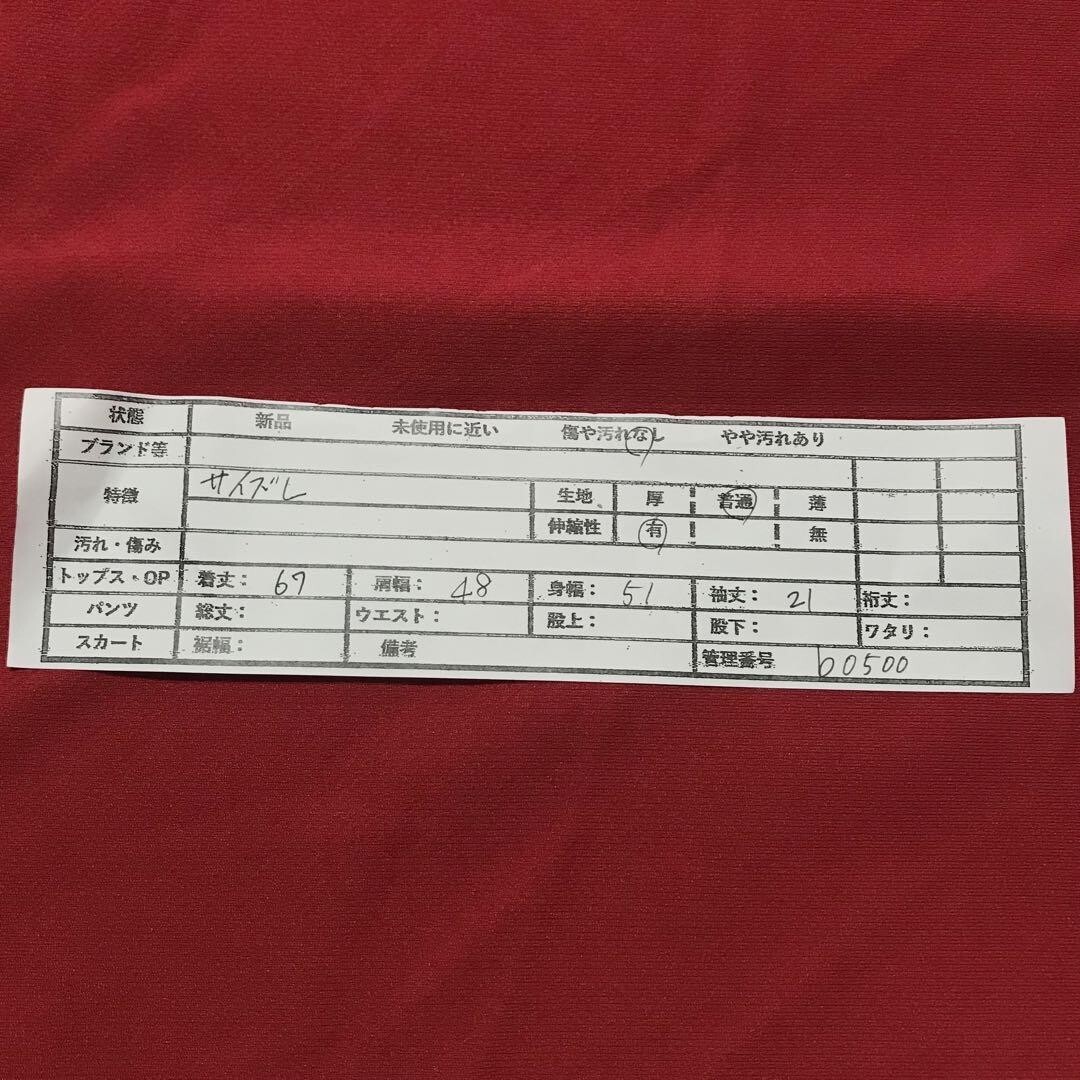 状態 新品 未使用に近い 傷や汚れなし やや汚れあり
ブランド等
特徴 サイズL 生地 厚 普通 薄
伸縮性 有 無
汚れ・傷み
トップス・OP 着丈: 67 肩幅: 48 身幅: 51 袖丈: 21 裄丈:
パンツ 総丈: ウエスト: 股上: 股下: ワタリ:
スカート 裾幅: 備考 管理番号 b0500